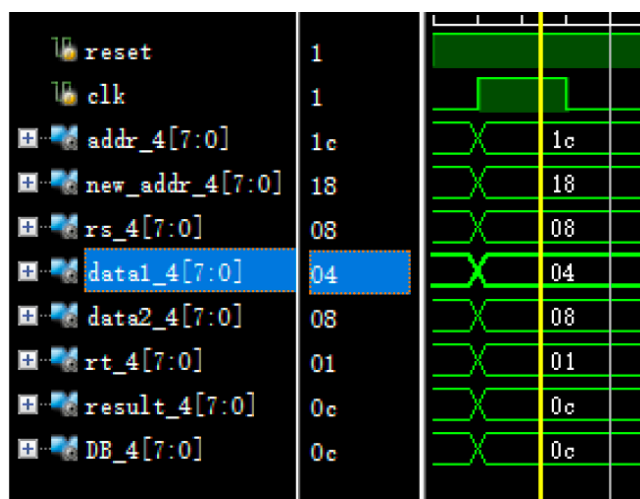 reset 1
clk 1
addr_4[7:0] 1c 1c
new_addr_4[7:0] 18 18
rs_4[7:0] 08 08
data1_4[7:0] 04 04
data2_4[7:0] 08 08
rt_4[7:0] 01 01
result_4[7:0] 0c 0c
DB_4[7:0] 0c 0c